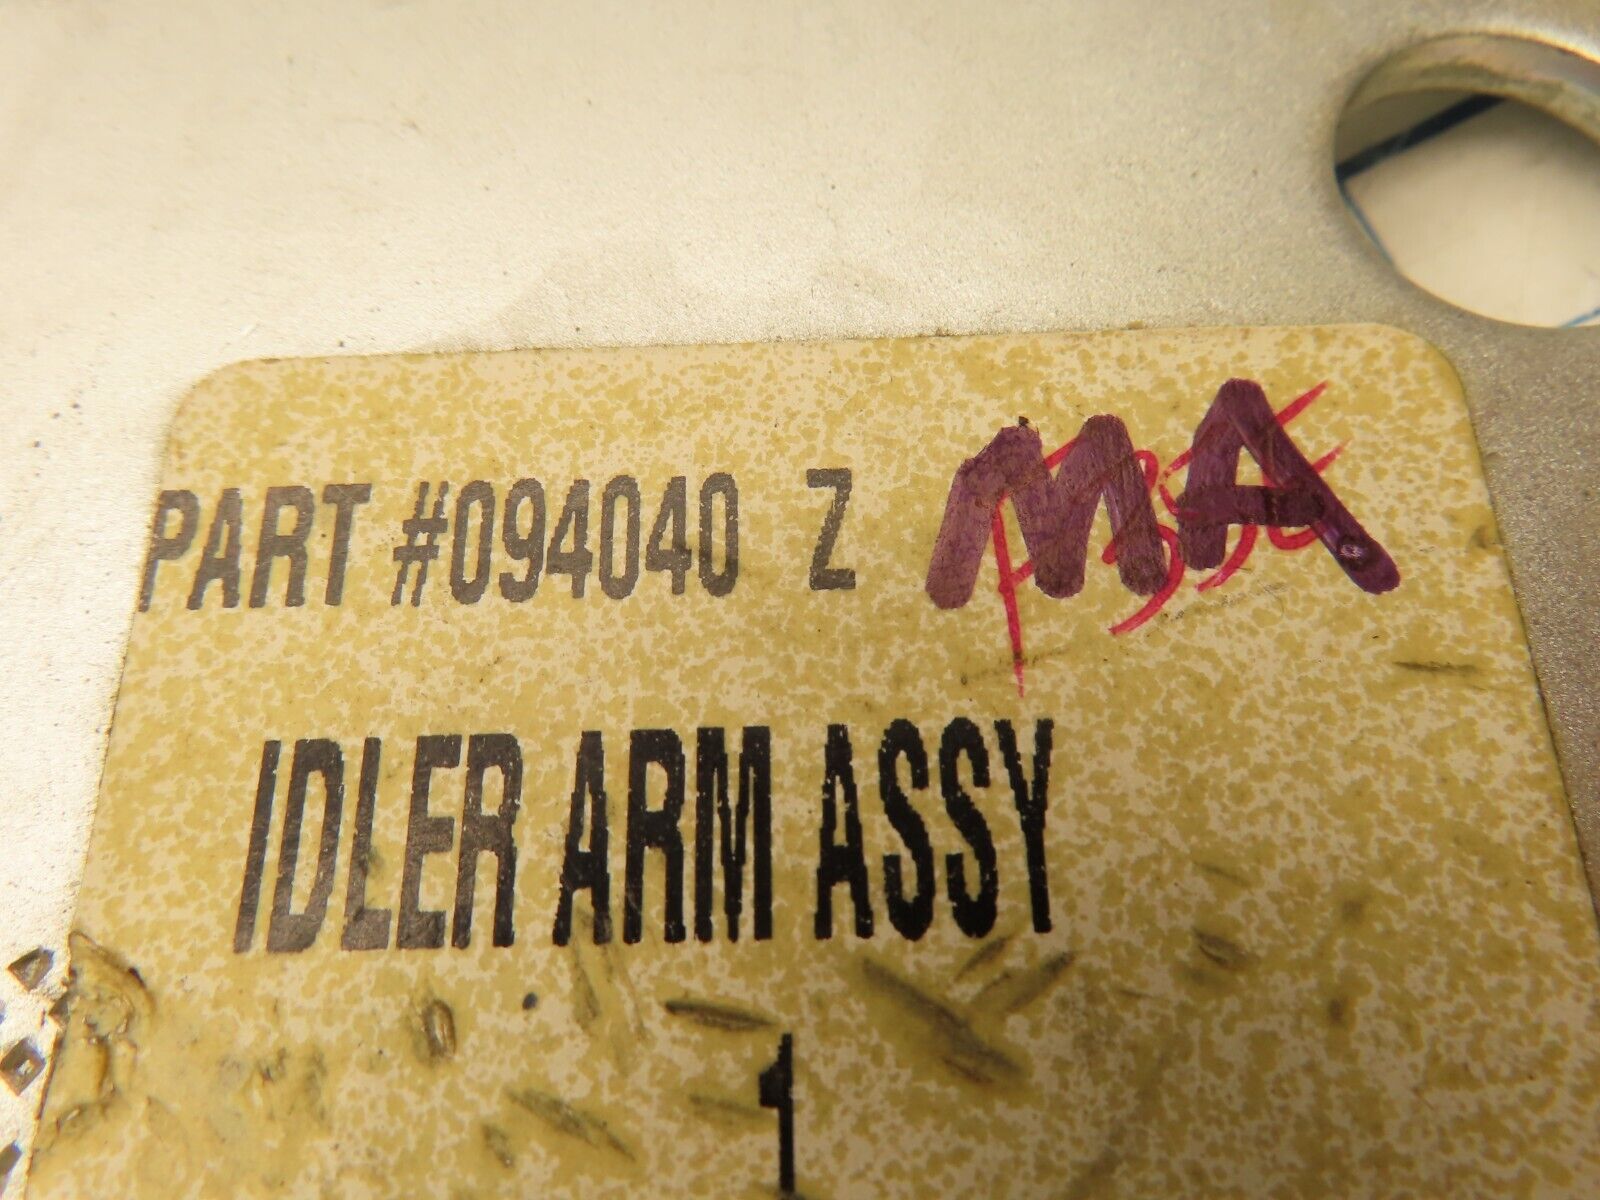 PART #094040 Z MA
IDLER ARM ASSY
1